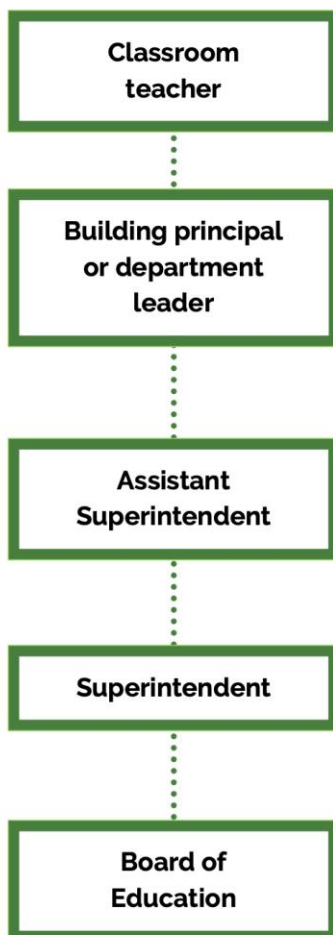 Classroom
teacher
Building principal
or department
leader
Assistant
Superintendent
Superintendent
Board of
Education